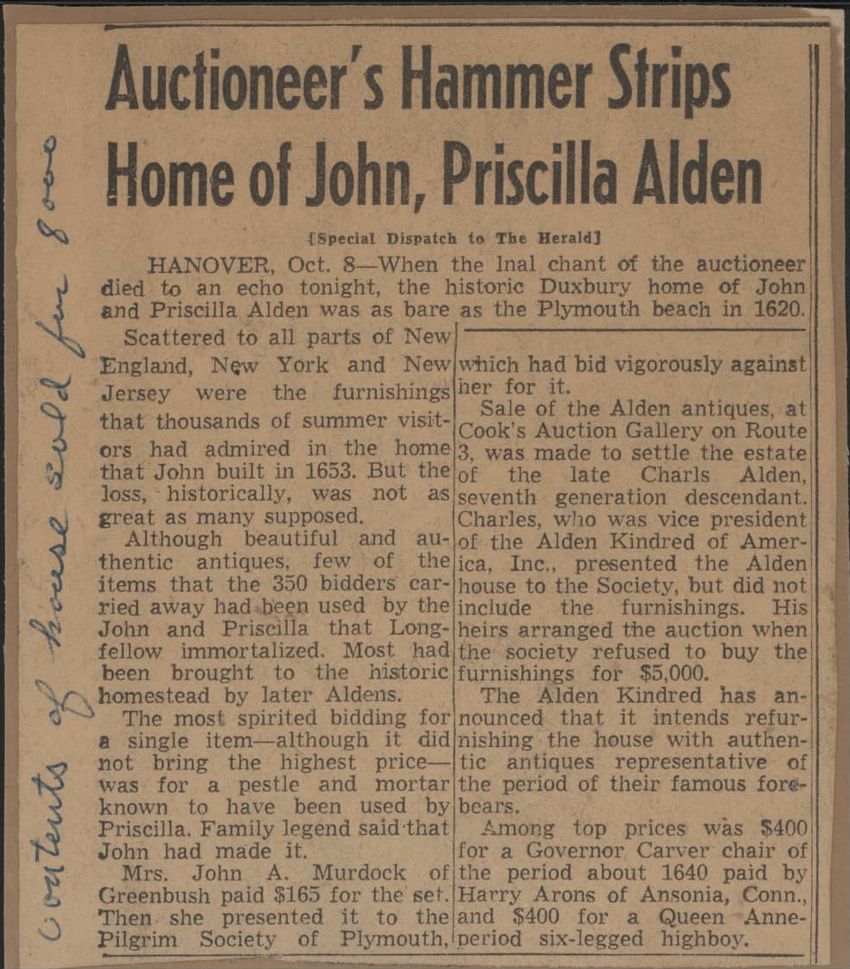 Auctioneer's Hammer Strips
Home of John, Priscilla Alden
[Special Dispatch to The Herald]
HANOVER, Oct. 8—When the lnal chant of the auctioneer
died to an echo tonight, the historic Duxbury home of John
and Priscilla Alden was as bare as the Plymouth beach in 1620.
Scattered to all parts of New
England, New York and New
Jersey were the furnishings
that thousands of summer visit-
ors had admired in the home
that John built in 1653. But the
loss, historically, was not as
great as many supposed.
Although beautiful and au-
thentic antiques, few of the
items that the 350 bidders car-
ried away had been used by the
John and Priscilla that Long-
fellow immortalized. Most had
been brought to the historic
homestead by later Aldens.
The most spirited bidding for
a single item—although it did
not bring the highest price—
was for a pestle and mortar
known to have been used by
Priscilla. Family legend said that
John had made it.
Mrs. John A. Murdock of
Greenbush paid $165 for the set.
Then she presented it to the
Pilgrim Society of Plymouth,
which had bid vigorously against
her for it.
Sale of the Alden antiques, at
Cook's Auction Gallery on Route
3, was made to settle the estate
of the late Charls Alden,
seventh generation descendant.
Charles, who was vice president
of the Alden Kindred of Amer-
ica, Inc., presented the Alden
house to the Society, but did not
include the furnishings. His
heirs arranged the auction when
the society refused to buy the
furnishings for $5,000.
The Alden Kindred has an-
nounced that it intends refur-
nishing the house with authen-
tic antiques representative of
the period of their famous fore-
bears.
Among top prices was $400
for a Governor Carver chair of
the period about 1640 paid by
Harry Arons of Ansonia, Conn.,
and $400 for a Queen Anne-
period six-legged highboy.
contents of house sold for 8000